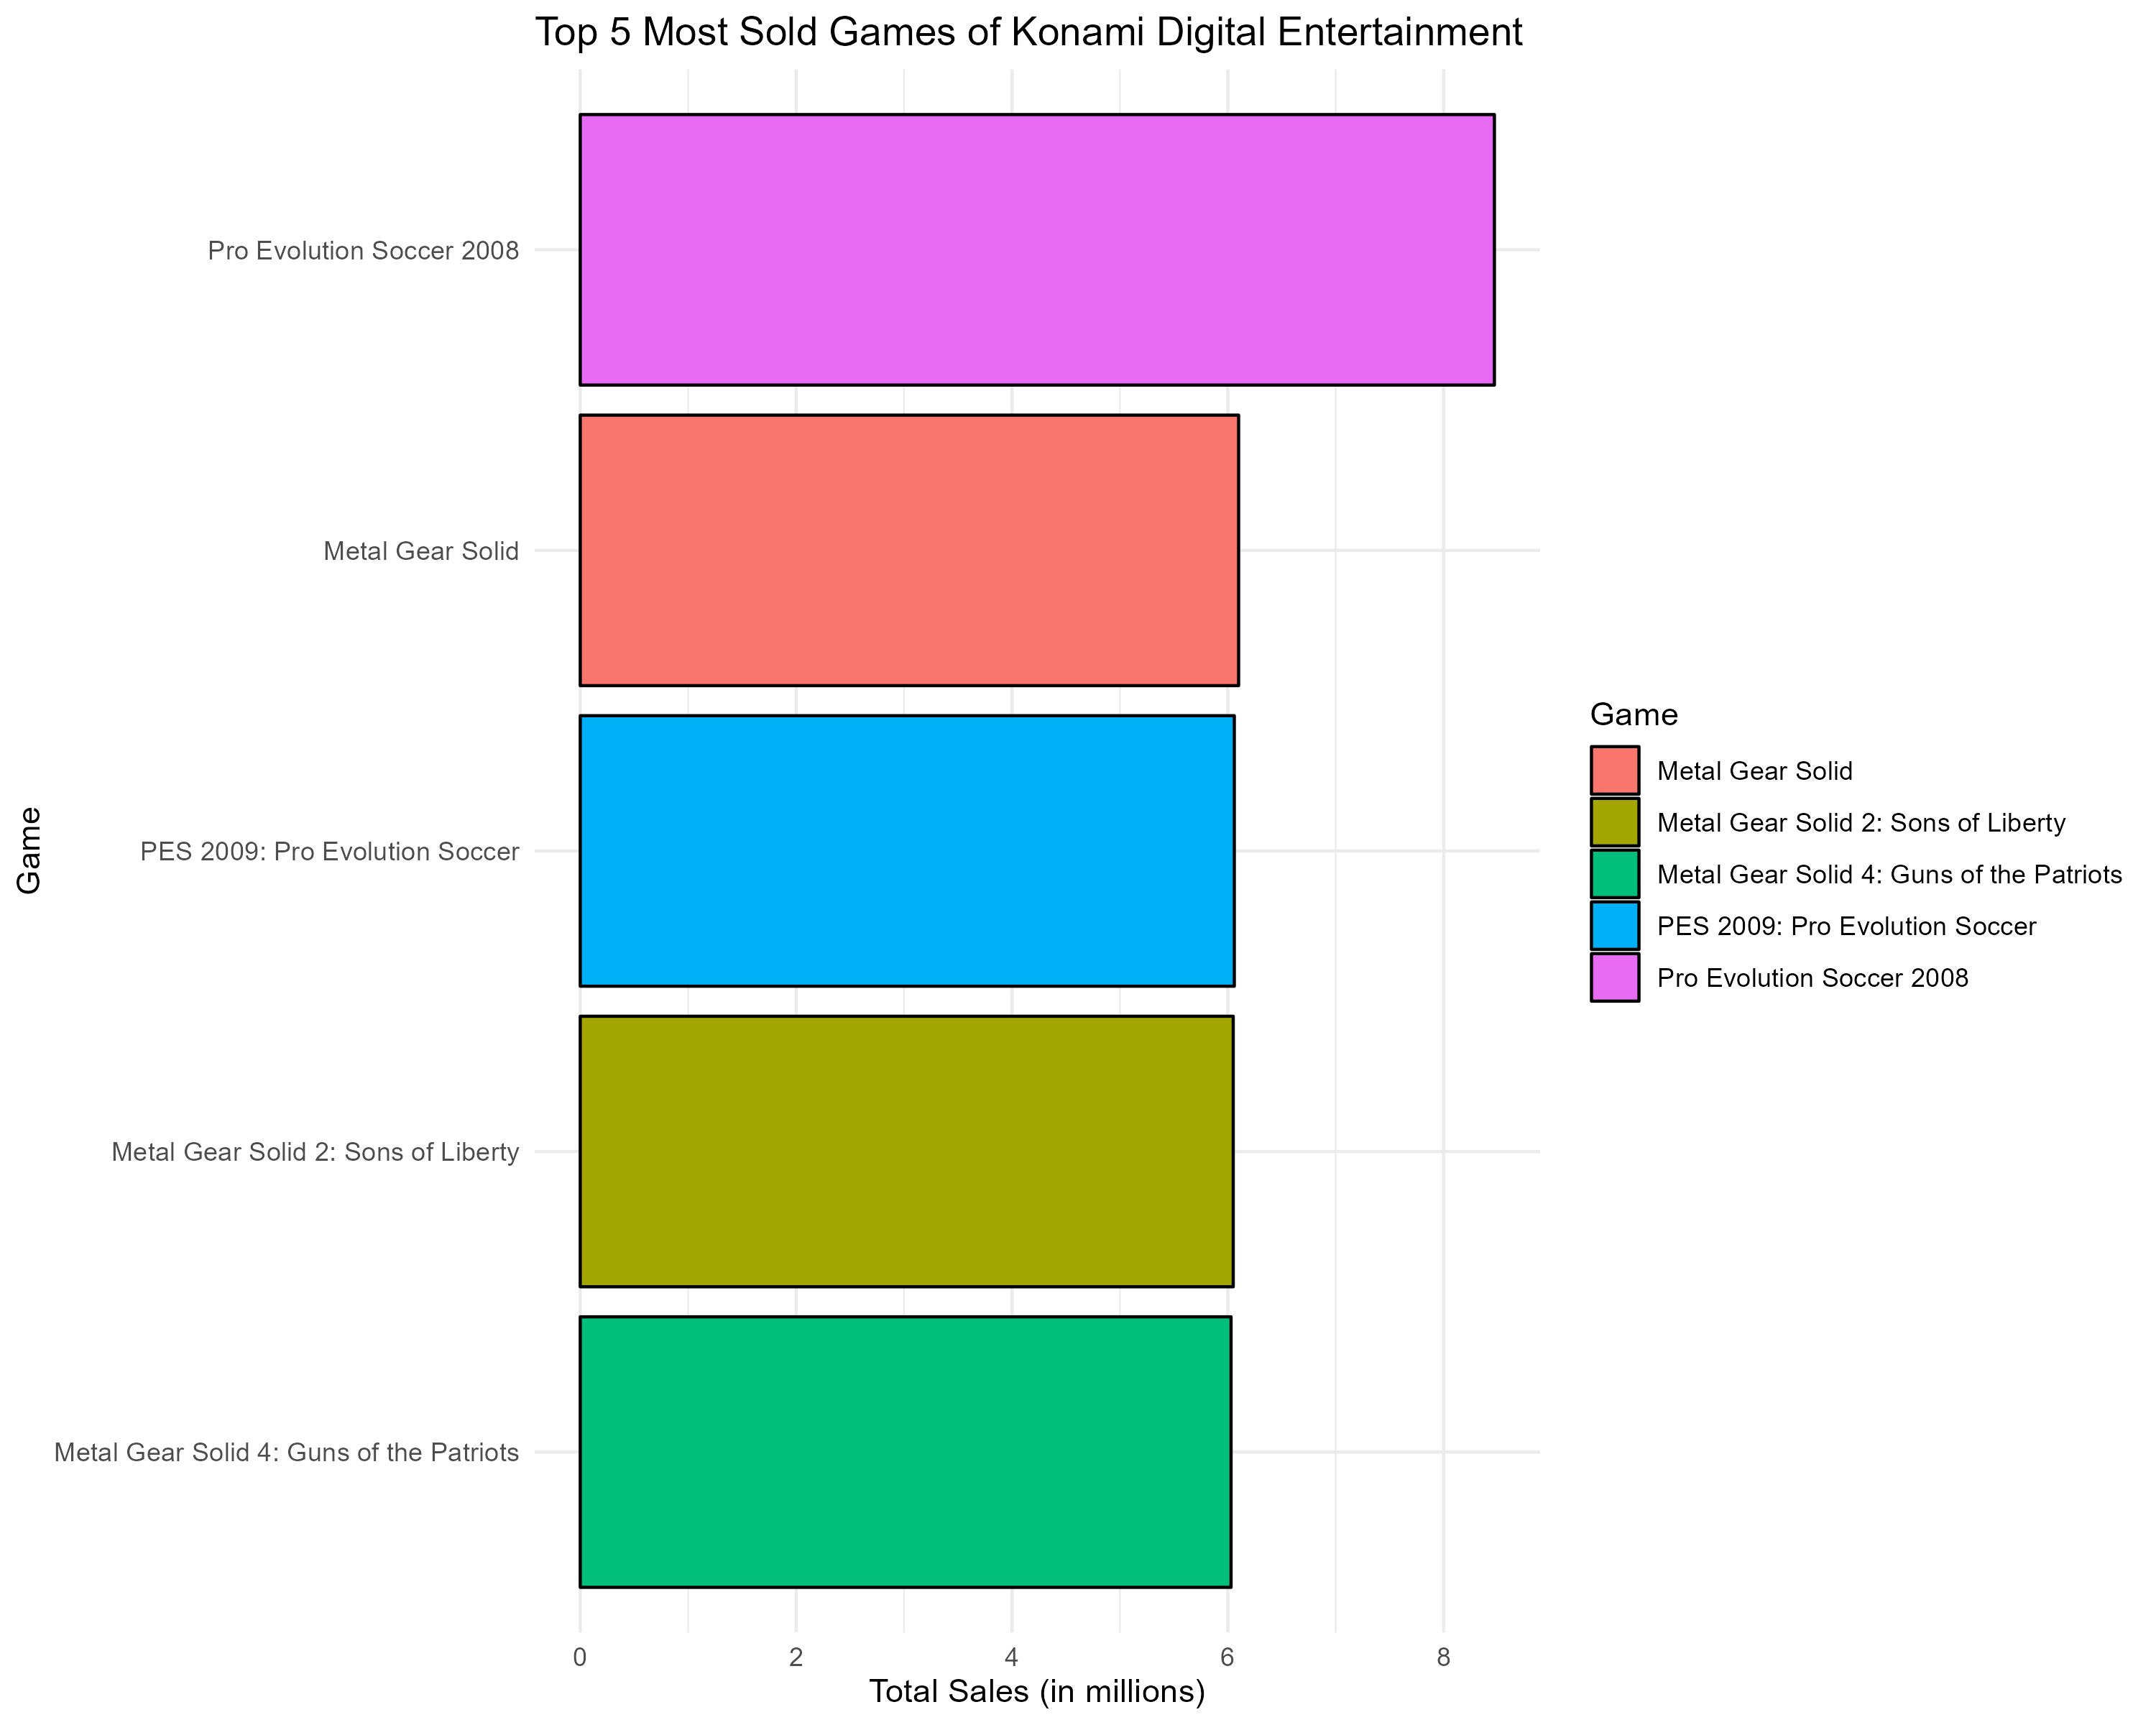 Top 5 Most Sold Games of Konami Digital Entertainment
Game
Pro Evolution Soccer 2008
Metal Gear Solid
PES 2009: Pro Evolution Soccer
Metal Gear Solid 2: Sons of Liberty
Metal Gear Solid 4: Guns of the Patriots
0 2 4 6 8
Total Sales (in millions)
Game
Metal Gear Solid
Metal Gear Solid 2: Sons of Liberty
Metal Gear Solid 4: Guns of the Patriots
PES 2009: Pro Evolution Soccer
Pro Evolution Soccer 2008